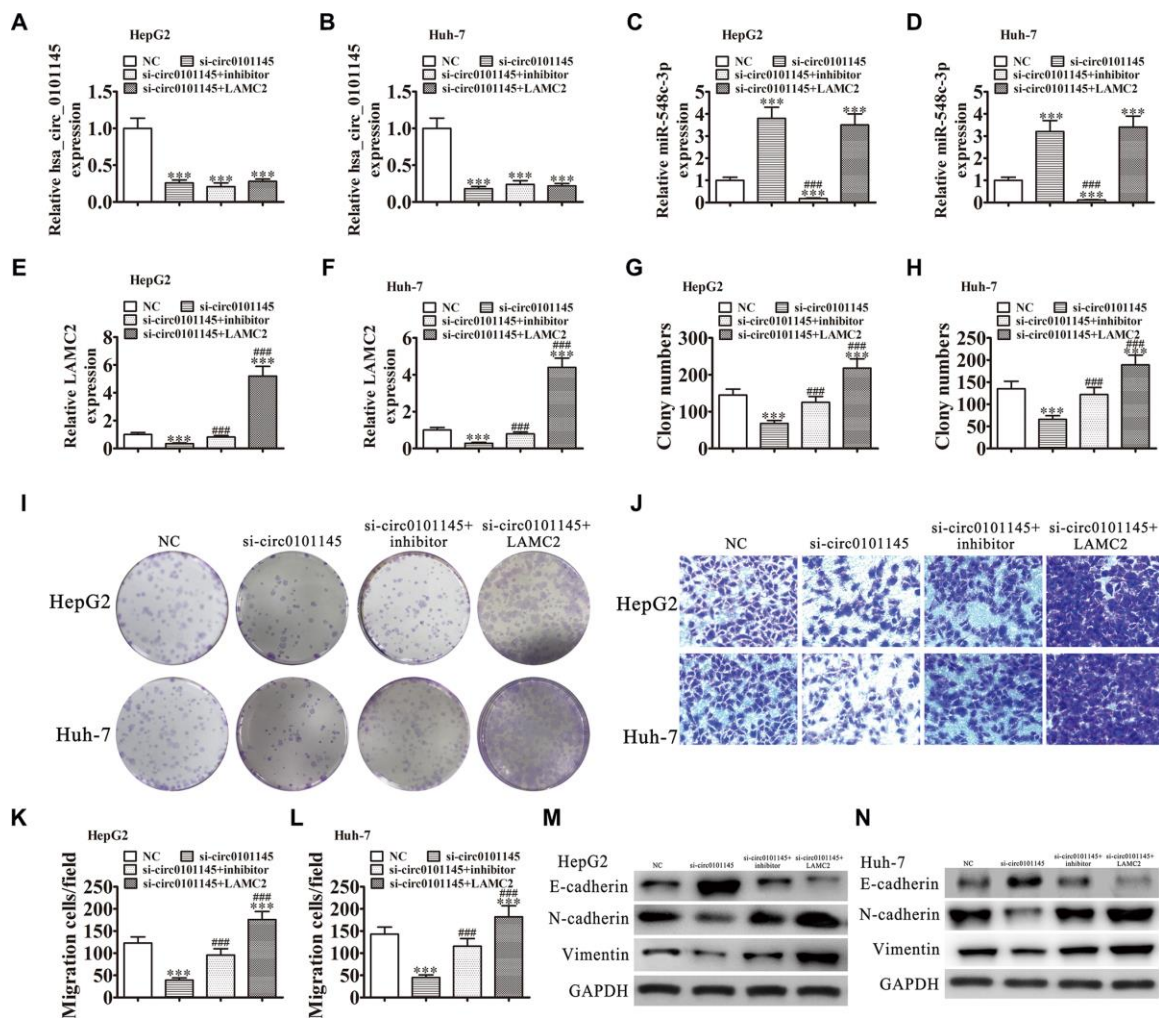 A
HepG2
NC si-circ0101145
si-circ0101145+inhibitor
si-circ0101145+LAMC2
Relative hsa_circ_0101145
expression
1.5
1.0
0.5
0.0
***
***
***
B
Huh-7
NC si-circ0101145
si-circ0101145+inhibitor
si-circ0101145+LAMC2
Relative hsa_circ_0101145
expression
1.5
1.0
0.5
0.0
***
***
***
C
HepG2
NC si-circ0101145
si-circ0101145+inhibitor
si-circ0101145+LAMC2
Relative miR-548c-3p
expression
5
4
3
2
1
0
***
###
***
***
D
Huh-7
NC si-circ0101145
si-circ0101145+inhibitor
si-circ0101145+LAMC2
Relative miR-548c-3p
expression
5
4
3
2
1
0
***
###
***
***
E
HepG2
NC si-circ0101145
si-circ0101145+inhibitor
si-circ0101145+LAMC2
Relative LAMC2
expression
8
6
4
2
0
***
###
###
***
F
Huh-7
NC si-circ0101145
si-circ0101145+inhibitor
si-circ0101145+LAMC2
Relative LAMC2
expression
6
4
2
0
***
###
###
***
G
HepG2
NC si-circ0101145
si-circ0101145+inhibitor
si-circ0101145+LAMC2
Clony numbers
300
200
100
0
***
###
###
***
H
Huh-7
NC si-circ0101145
si-circ0101145+inhibitor
si-circ0101145+LAMC2
Clony numbers
250
200
150
100
50
0
***
###
###
***
I
NC si-circ0101145 si-circ0101145+
inhibitor si-circ0101145+
LAMC2
HepG2
Huh-7
J
NC si-circ0101145 si-circ0101145+
inhibitor si-circ0101145+
LAMC2
HepG2
Huh-7
K
HepG2
NC si-circ0101145
si-circ0101145+inhibitor
si-circ0101145+LAMC2
Migration cells/field
250
200
150
100
50
0
***
###
###
***
L
Huh-7
NC si-circ0101145
si-circ0101145+inhibitor
si-circ0101145+LAMC2
Migration cells/field
250
200
150
100
50
0
***
###
###
***
M
HepG2
NC si-circ0101145 si-circ0101145+
inhibitor si-circ0101145+
LAMC2
E-cadherin
N-cadherin
Vimentin
GAPDH
N
Huh-7
NC si-circ0101145 si-circ0101145+
inhibitor si-circ0101145+
LAMC2
E-cadherin
N-cadherin
Vimentin
GAPDH